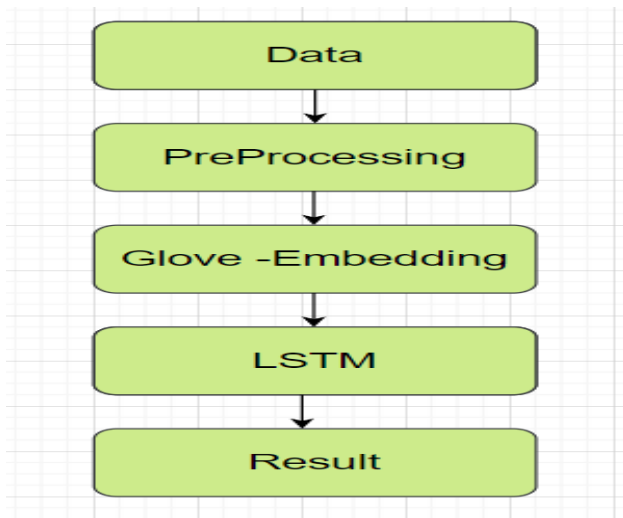 Data
PreProcessing
Glove -Embedding
LSTM
Result